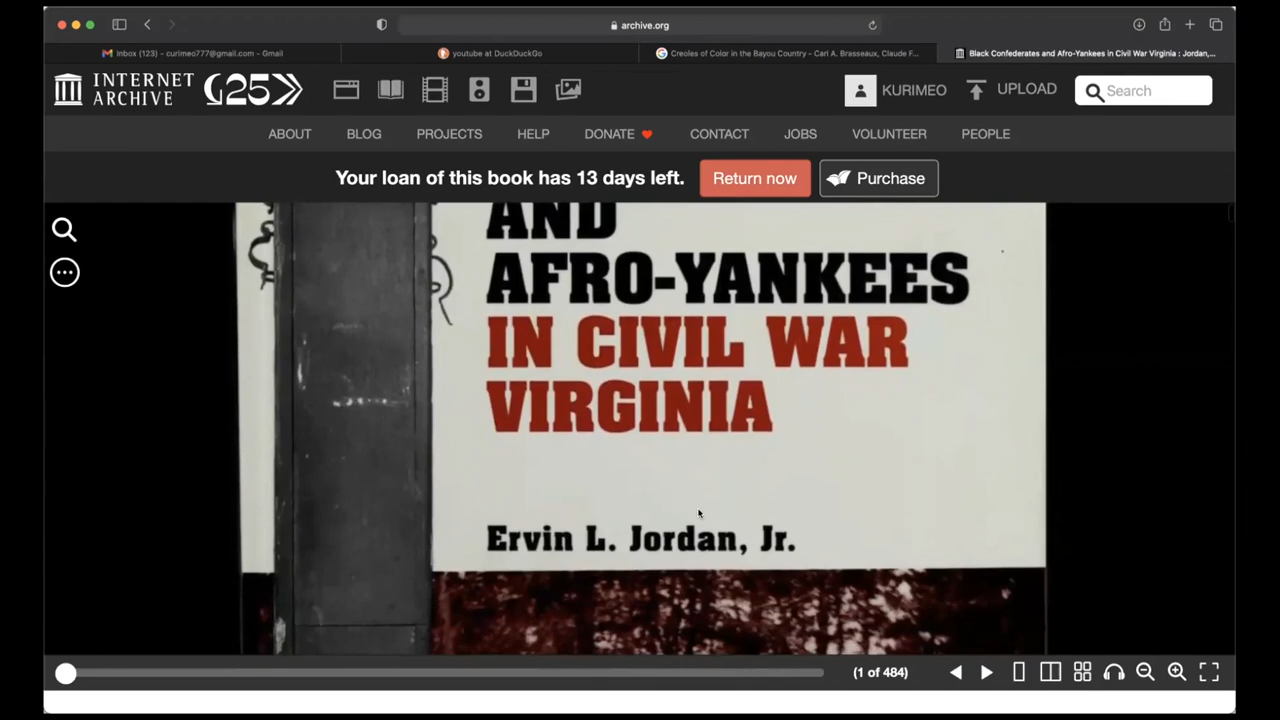 archive.org
Inbox (123) - curimeo777@gmail.com - Gmail
youtube at DuckDuckGo
Creoles of Color in the Bayou Country - Carl A. Brasseaux, Claude F...
Black Confederates and Afro-Yankees in Civil War Virginia : Jordan,...
INTERNET ARCHIVE
25
KURIMEO
UPLOAD
Search
ABOUT
BLOG
PROJECTS
HELP
DONATE
CONTACT
JOBS
VOLUNTEER
PEOPLE
Your loan of this book has 13 days left.
Return now
Purchase
AND
AFRO-YANKEES
IN CIVIL WAR
VIRGINIA
Ervin L. Jordan, Jr.
(1 of 484)